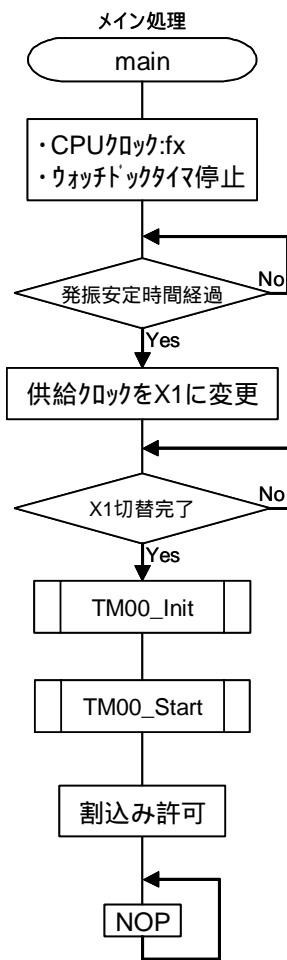 メイン処理
main
・CPUクロック:fx
・ウォッチドックタイマ停止
発振安定時間経過
No
Yes
供給クロックをX1に変更
X1切替完了
No
Yes
TM00_Init
TM00_Start
割込み許可
NOP